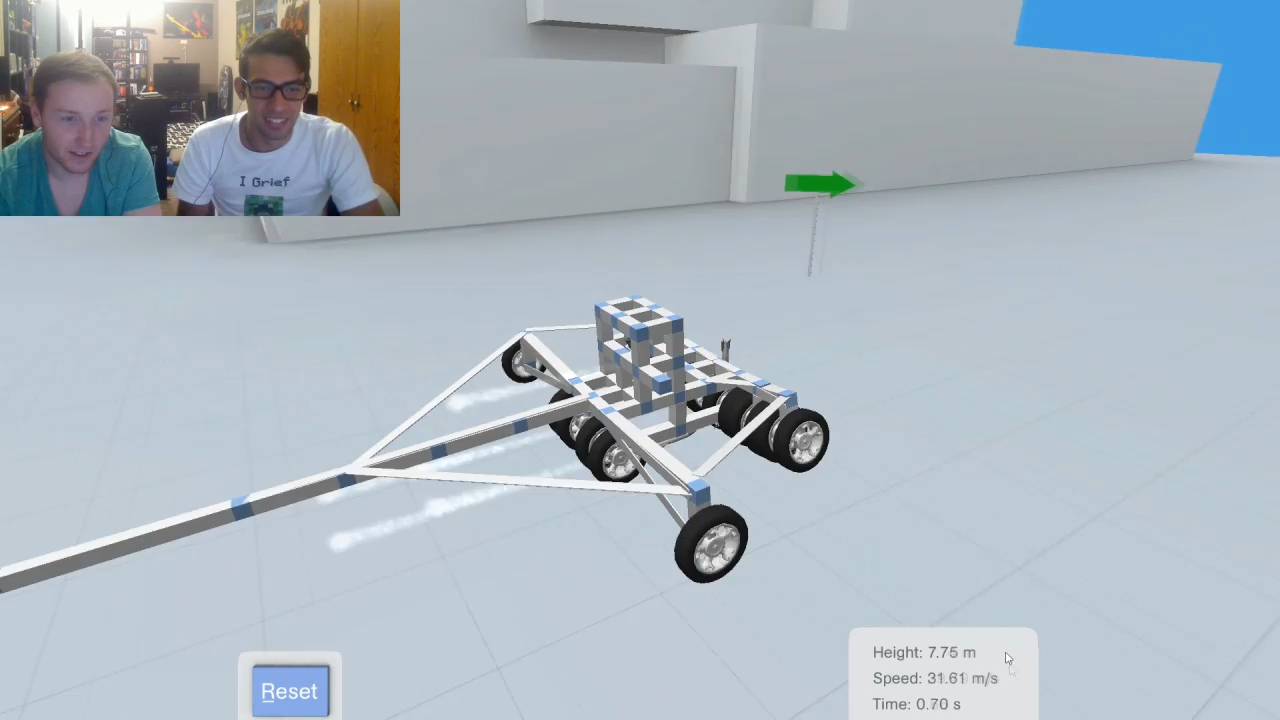 I Grief
Reset
Height: 7.75 m
Speed: 31.61 m/s
Time: 0.70 s